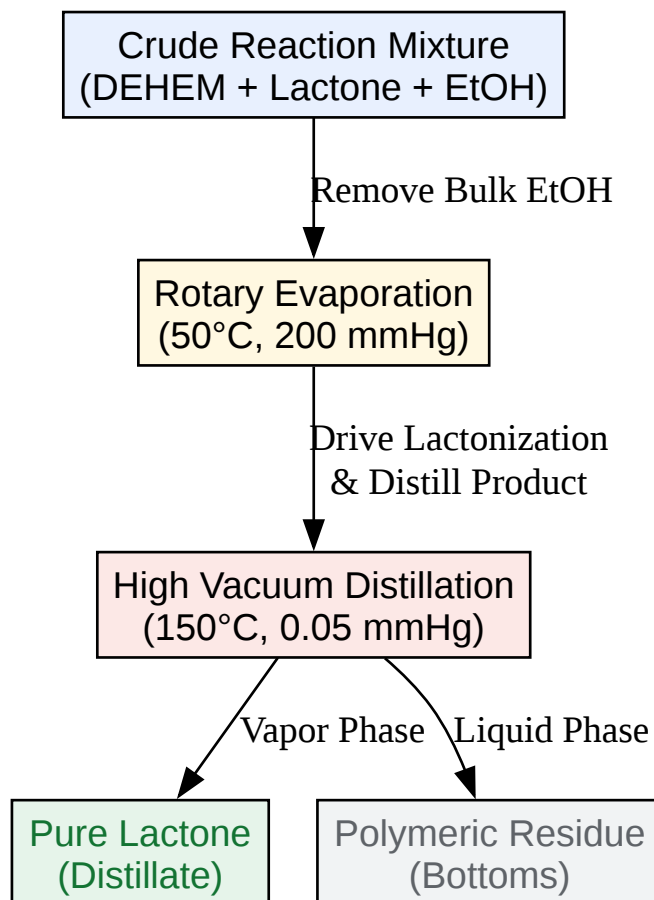 Crude Reaction Mixture
(DEHEM + Lactone + EtOH)
Remove Bulk EtOH
Rotary Evaporation
(50°C, 200 mmHg)
Drive Lactonization
& Distill Product
High Vacuum Distillation
(150°C, 0.05 mmHg)
Vapor Phase
Liquid Phase
Pure Lactone
(Distillate)
Polymeric Residue
(Bottoms)